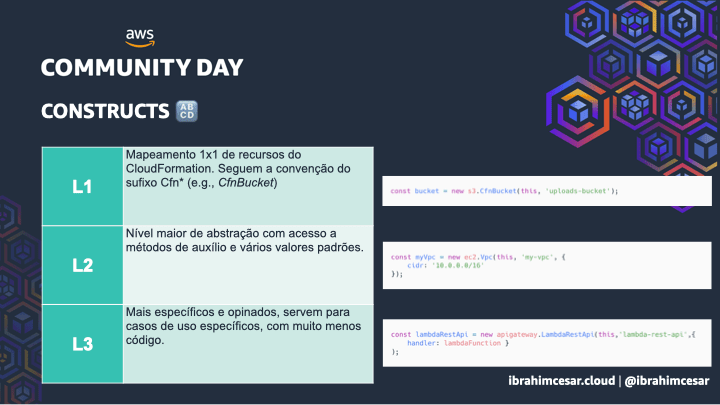 aws
COMMUNITY DAY
CONSTRUCTS 🔠
L1
Mapeamento 1x1 de recursos do
CloudFormation. Seguem a convenção do
sufixo Cfn* (e.g., CfnBucket)
const bucket = new s3.CfnBucket(this, 'uploads-bucket');
L2
Nível maior de abstração com acesso a
métodos de auxílio e vários valores padrões.
const myVpc = new ec2.Vpc(this, 'my-vpc', {
cidr: '10.0.0.0/16'
});
L3
Mais específicos e opinados, servem para
casos de uso específicos, com muito menos
código.
const lambdaRestApi = new apigateway.LambdaRestApi(this,'lambda-rest-api',{
handler: lambdaFunction }
);
ibrahimcesar.cloud | @ibrahimcesar